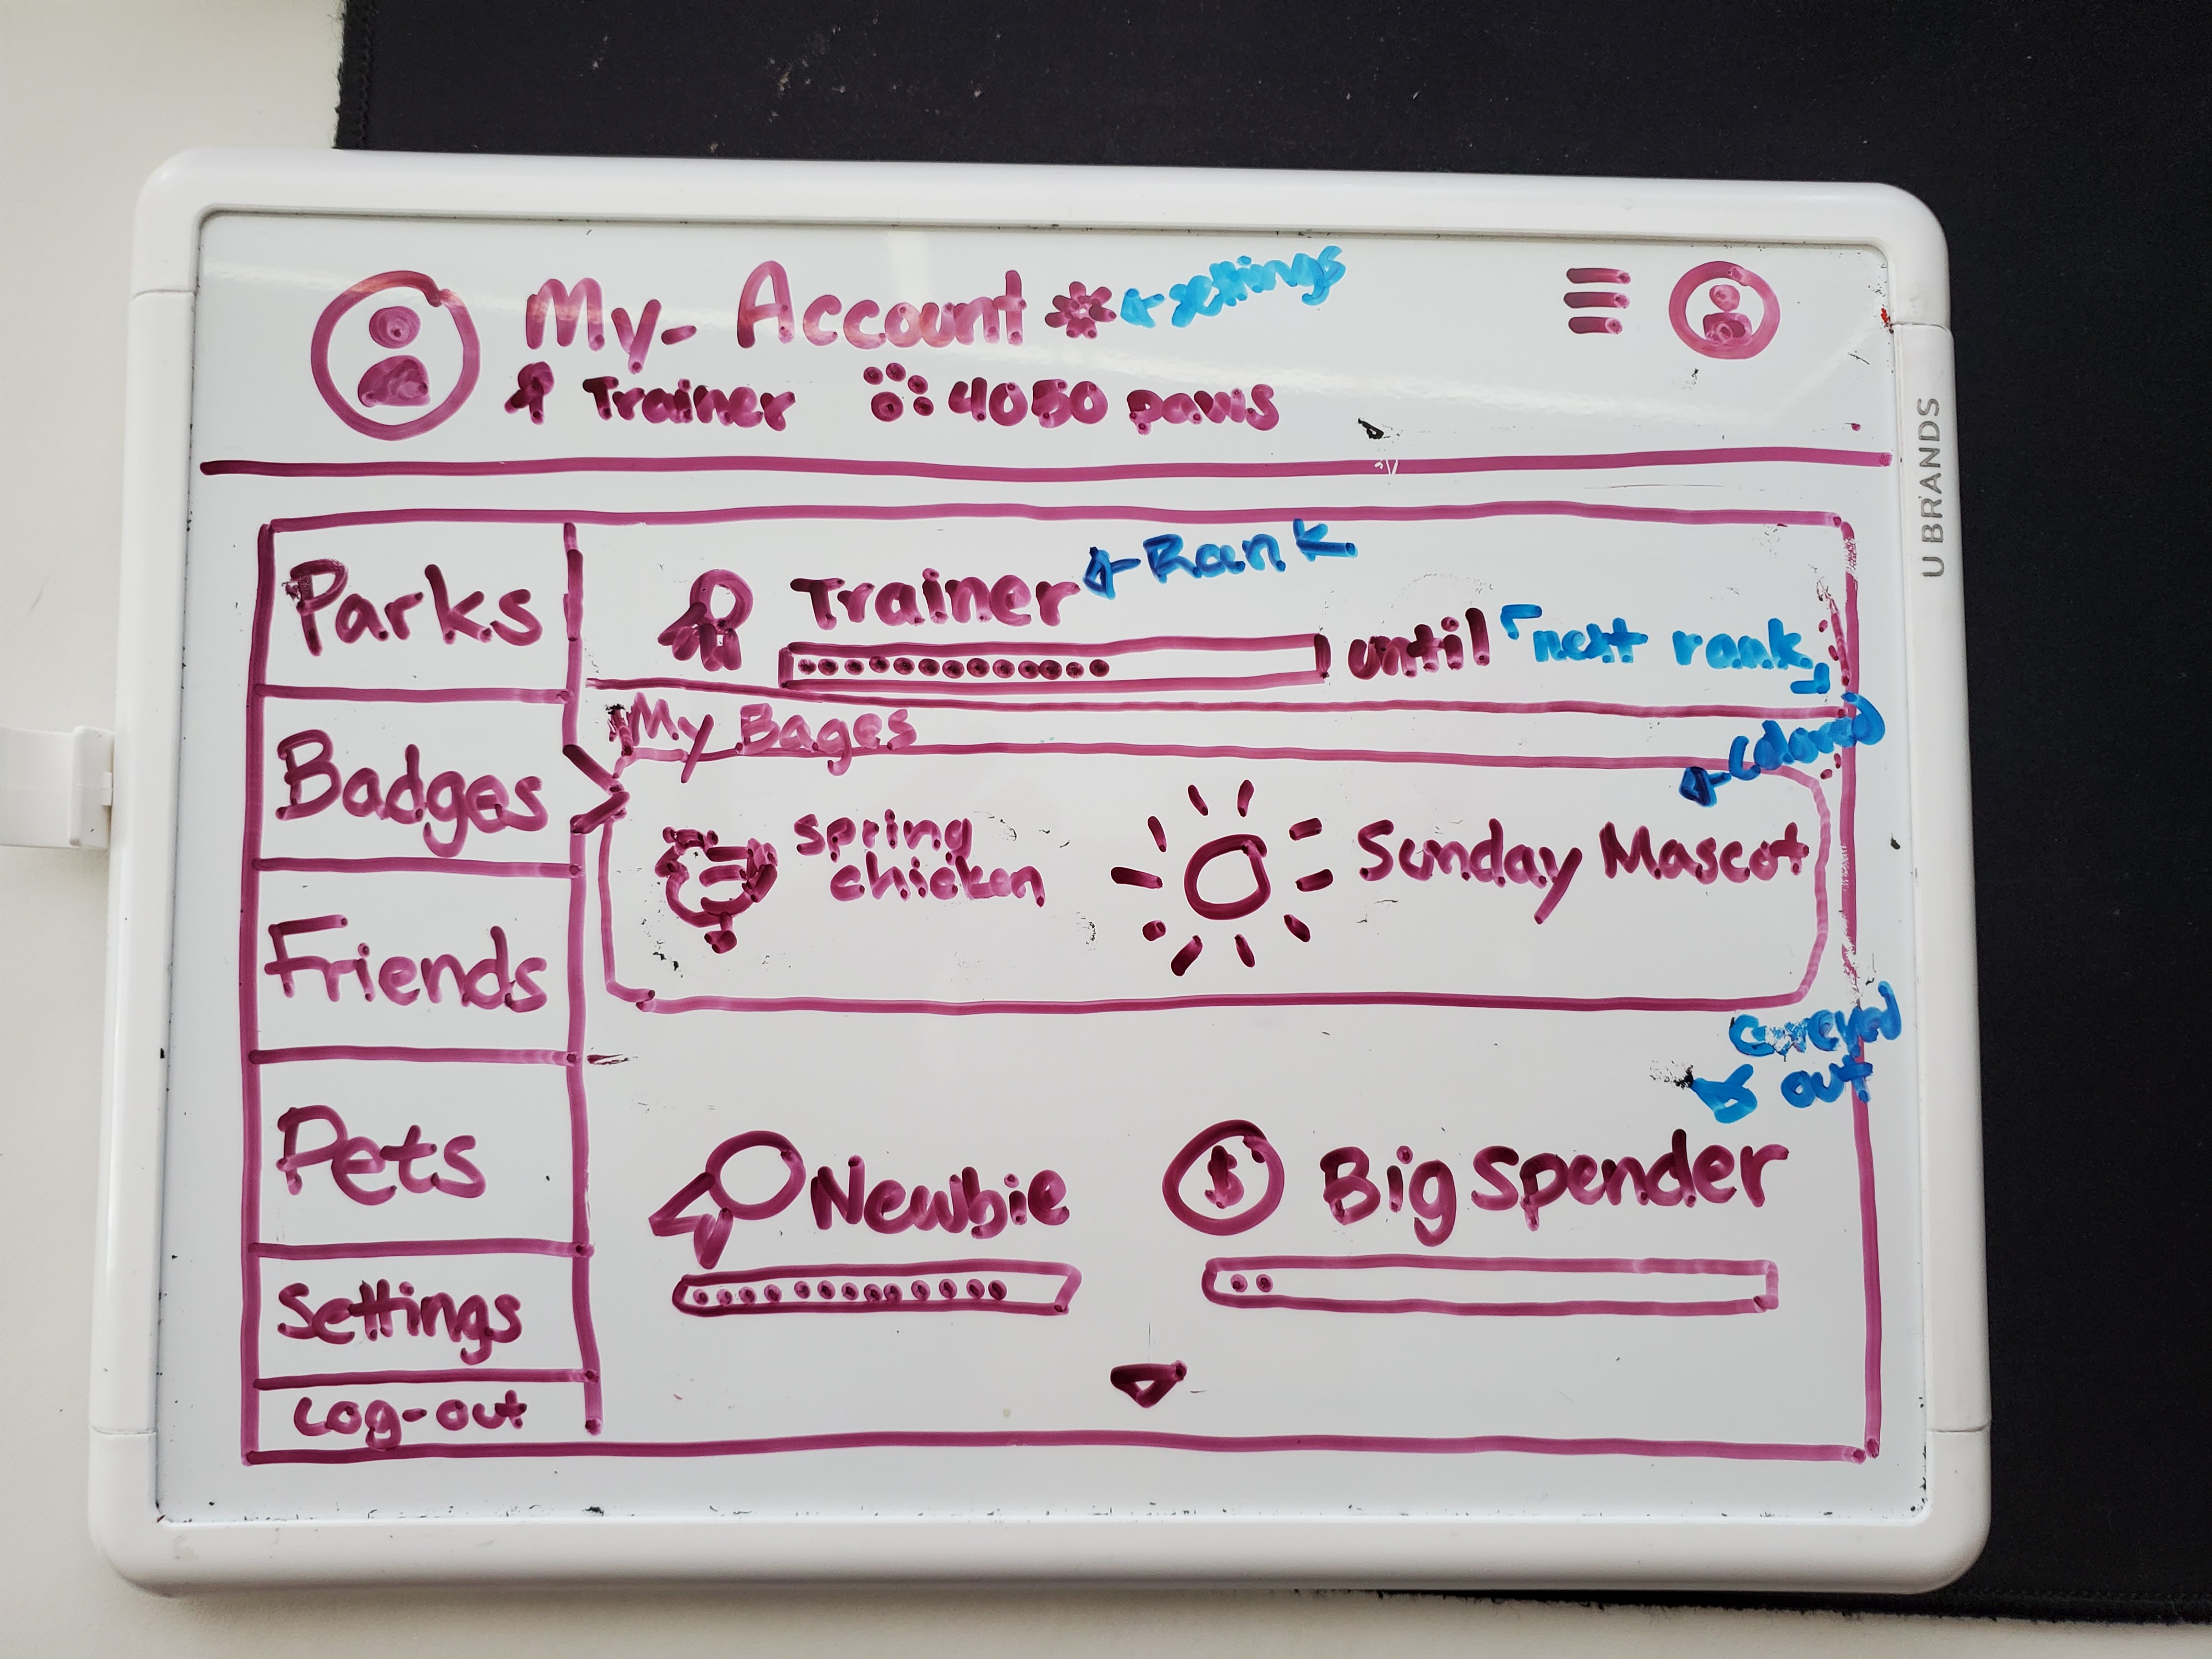 My- Account settings
Trainer 4050 paws
U BRANDS
Parks
Badges
Friends
Pets
Settings
Log-out
Trainer Rank
until "next rank"
My Bages
colored
Spring
chicken
Sunday Mascot
Greyed
out
Newbie
Big Spender